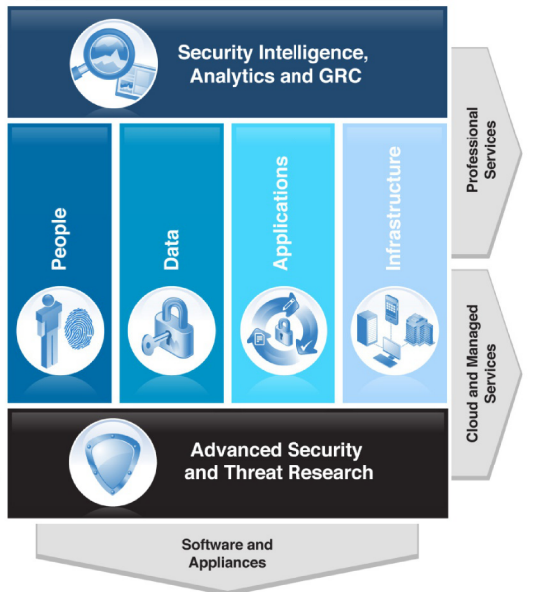 Security Intelligence,
Analytics and GRC
People
Data
Applications
Infrastructure
Professional
Services
Cloud and Managed
Services
Advanced Security
and Threat Research
Software and
Appliances